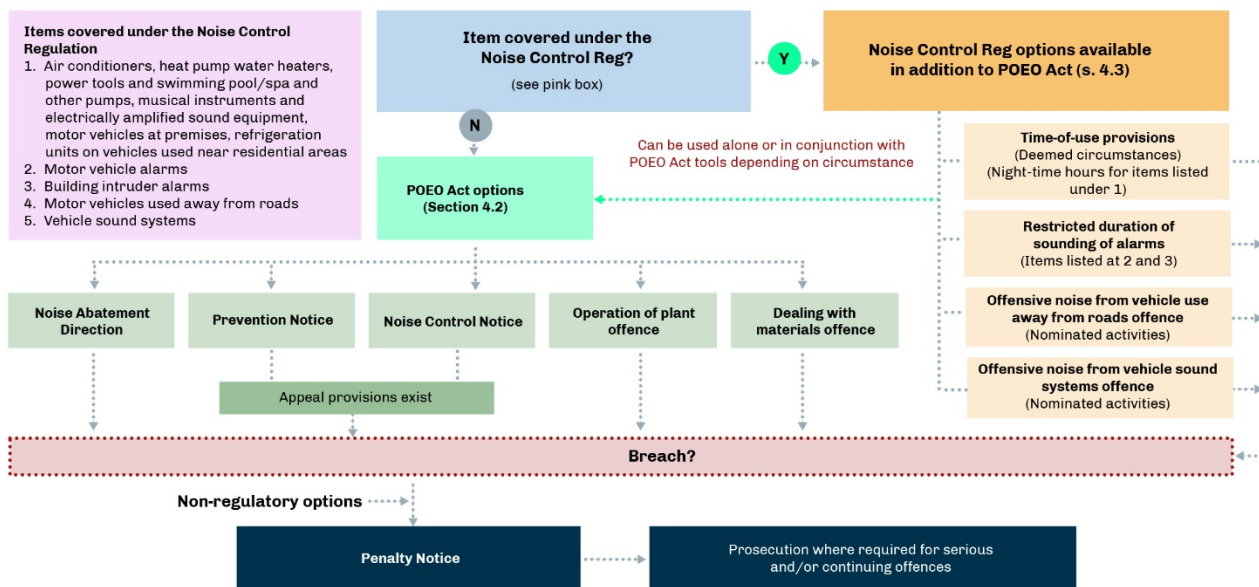 Items covered under the Noise Control
Regulation
1. Air conditioners, heat pump water heaters,
power tools and swimming pool/spa and
other pumps, musical instruments and
electrically amplified sound equipment,
motor vehicles at premises, refrigeration
units on vehicles used near residential areas
2. Motor vehicle alarms
3. Building intruder alarms
4. Motor vehicles used away from roads
5. Vehicle sound systems
Item covered under the
Noise Control Reg?
(see pink box)
Y
Noise Control Reg options available
in addition to POEO Act (s. 4.3)
N
Can be used alone or in conjunction with
POEO Act tools depending on circumstance
POEO Act options
(Section 4.2)
Time-of-use provisions
(Deemed circumstances)
(Night-time hours for items listed
under 1)
Restricted duration of
sounding of alarms
(Items listed at 2 and 3)
Offensive noise from vehicle use
away from roads offence
(Nominated activities)
Offensive noise from vehicle sound
systems offence
(Nominated activities)
Noise Abatement
Direction
Prevention Notice
Noise Control Notice
Operation of plant
offence
Dealing with
materials offence
Appeal provisions exist
Breach?
Non-regulatory options
Penalty Notice
Prosecution where required for serious
and/or continuing offences